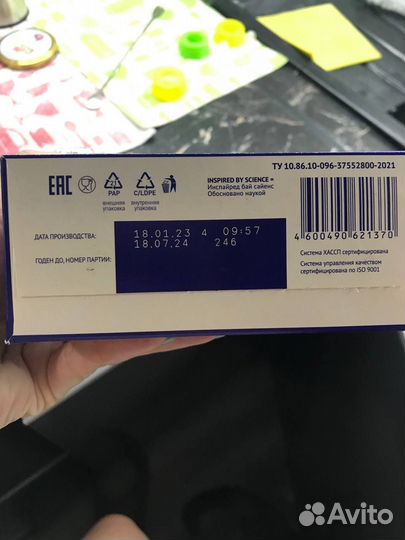 ТУ 10.86.10-096-37552800-2021
EAC
PAP
C/LDPE
внешняя упаковка
внутренняя упаковка
INSPIRED BY SCIENCE =
Инспайред бай сайенс
Обосновано наукой
4 600490 621370
ДАТА ПРОИЗВОДСТВА:
18.01.23 4 09:57
18.07.24 246
ГОДЕН ДО, НОМЕР ПАРТИИ:
Система ХАССП сертифицирована
Система управления качеством
сертифицирована по ISO 9001
Avito